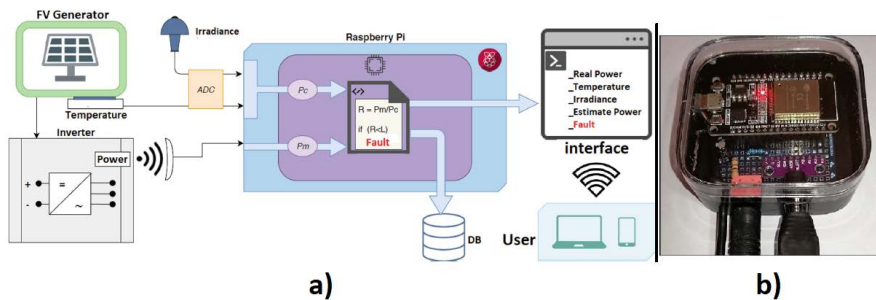 FV Generator
Irradiance
Raspberry Pi
ADC
Temperature
Inverter
Power
+
-
=
~
Pc
Pm
</>
R = Pm/Pc
if (R<L)
Fault
DB
>_
_Real Power
_Temperature
_Irradiance
_Estimate Power
_Fault
interface
User
a)
b)